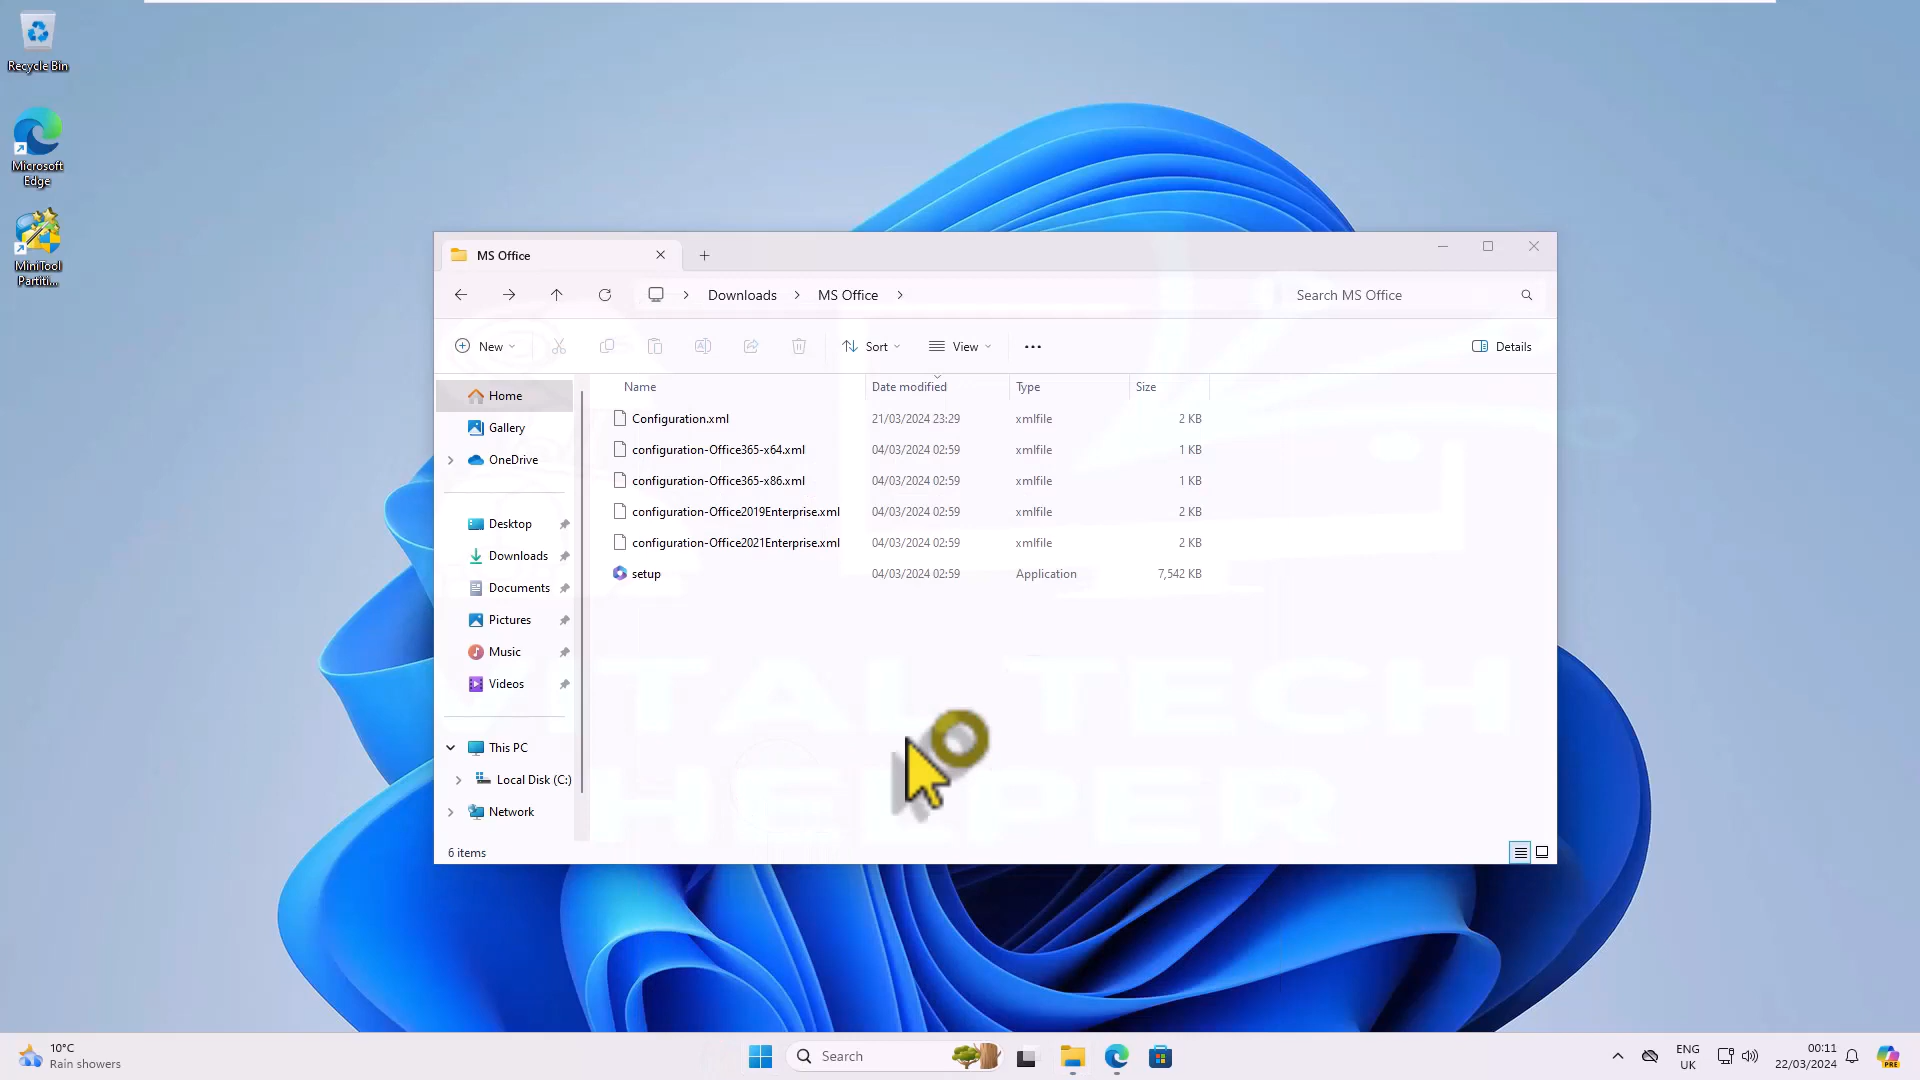 Recycle Bin
Microsoft
Edge
MiniTool
Partiti...
MS Office
Downloads
MS Office
Search MS Office
New
Sort
View
Details
Name
Date modified
Type
Size
Home
Gallery
OneDrive
Desktop
Downloads
Documents
Pictures
Music
Videos
This PC
Local Disk (C:)
Network
Configuration.xml 21/03/2024 23:29 xmlfile 2 KB
configuration-Office365-x64.xml 04/03/2024 02:59 xmlfile 1 KB
configuration-Office365-x86.xml 04/03/2024 02:59 xmlfile 1 KB
configuration-Office2019Enterprise.xml 04/03/2024 02:59 xmlfile 2 KB
configuration-Office2021Enterprise.xml 04/03/2024 02:59 xmlfile 2 KB
setup 04/03/2024 02:59 Application 7,542 KB
ITAL TECH
HELPER
6 items
10°C
Rain showers
Search
ENG
UK
00:11
22/03/2024
PRE